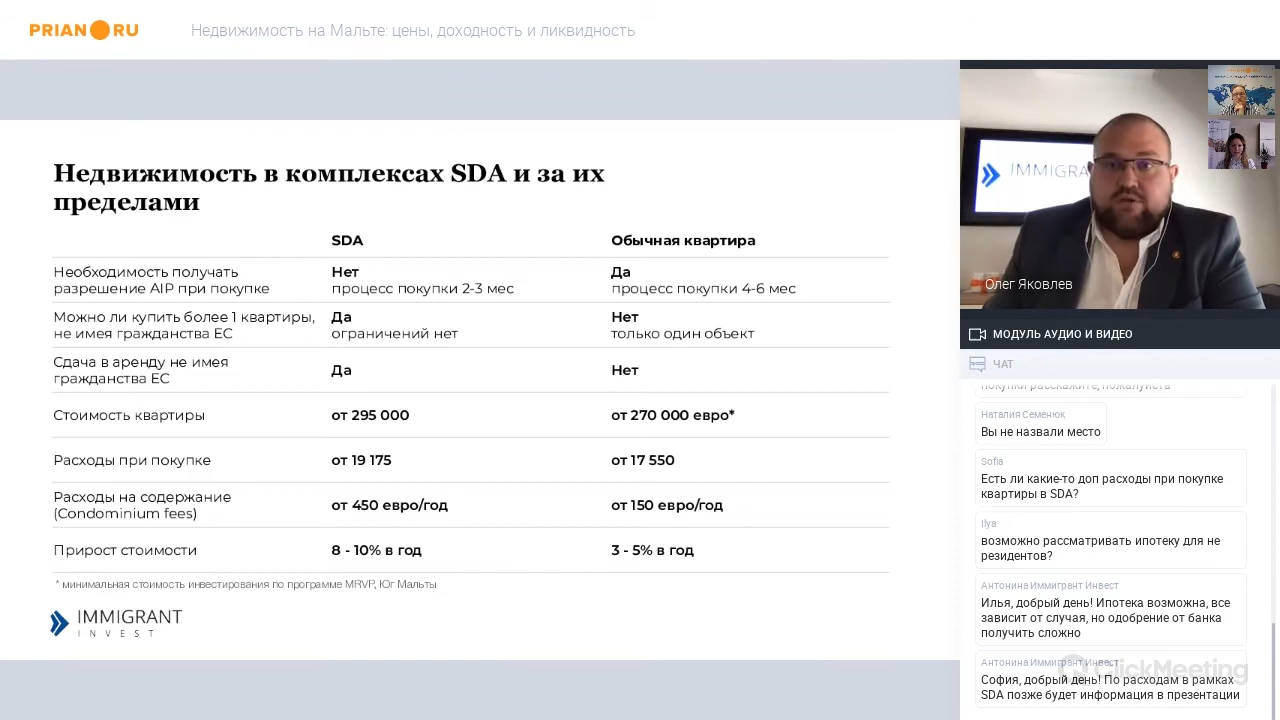 PRIAN RU
Недвижимость на Мальте: цены, доходность и ликвидность
Недвижимость в комплексах SDA и за их
пределами
SDA
Обычная квартира
Необходимость получать
разрешение AIP при покупке
Нет
процесс покупки 2-3 мес
Да
процесс покупки 4-6 мес
Можно ли купить более 1 квартиры,
не имея гражданства ЕС
Да
ограничений нет
Нет
только один объект
Сдача в аренду не имея
гражданства ЕС
Да
Нет
Стоимость квартиры
от 295 000
от 270 000 евро*
Расходы при покупке
от 19 175
от 17 550
Расходы на содержание
(Condominium fees)
от 450 евро/год
от 150 евро/год
Прирост стоимости
8 - 10% в год
3 - 5% в год
* минимальная стоимость инвестирования по программе MRVP, Юг Мальты
IMMIGRANT
INVEST
IMMIGRA
Олег Яковлев
МОДУЛЬ АУДИО И ВИДЕО
ЧАТ
покупки расскажите, пожалуйста
Наталия Семенюк
Вы не назвали место
Sofia
Есть ли какие-то доп расходы при покупке
квартиры в SDA?
Ilya
возможно рассматривать ипотеку для не
резидентов?
Антонина Иммигрант Инвест
Илья, добрый день! Ипотека возможна, все
зависит от случая, но одобрение от банка
получить сложно
Антонина Иммигрант Инвест
София, добрый день! По расходам в рамках
SDA позже будет информация в презентации
ClickMeeting